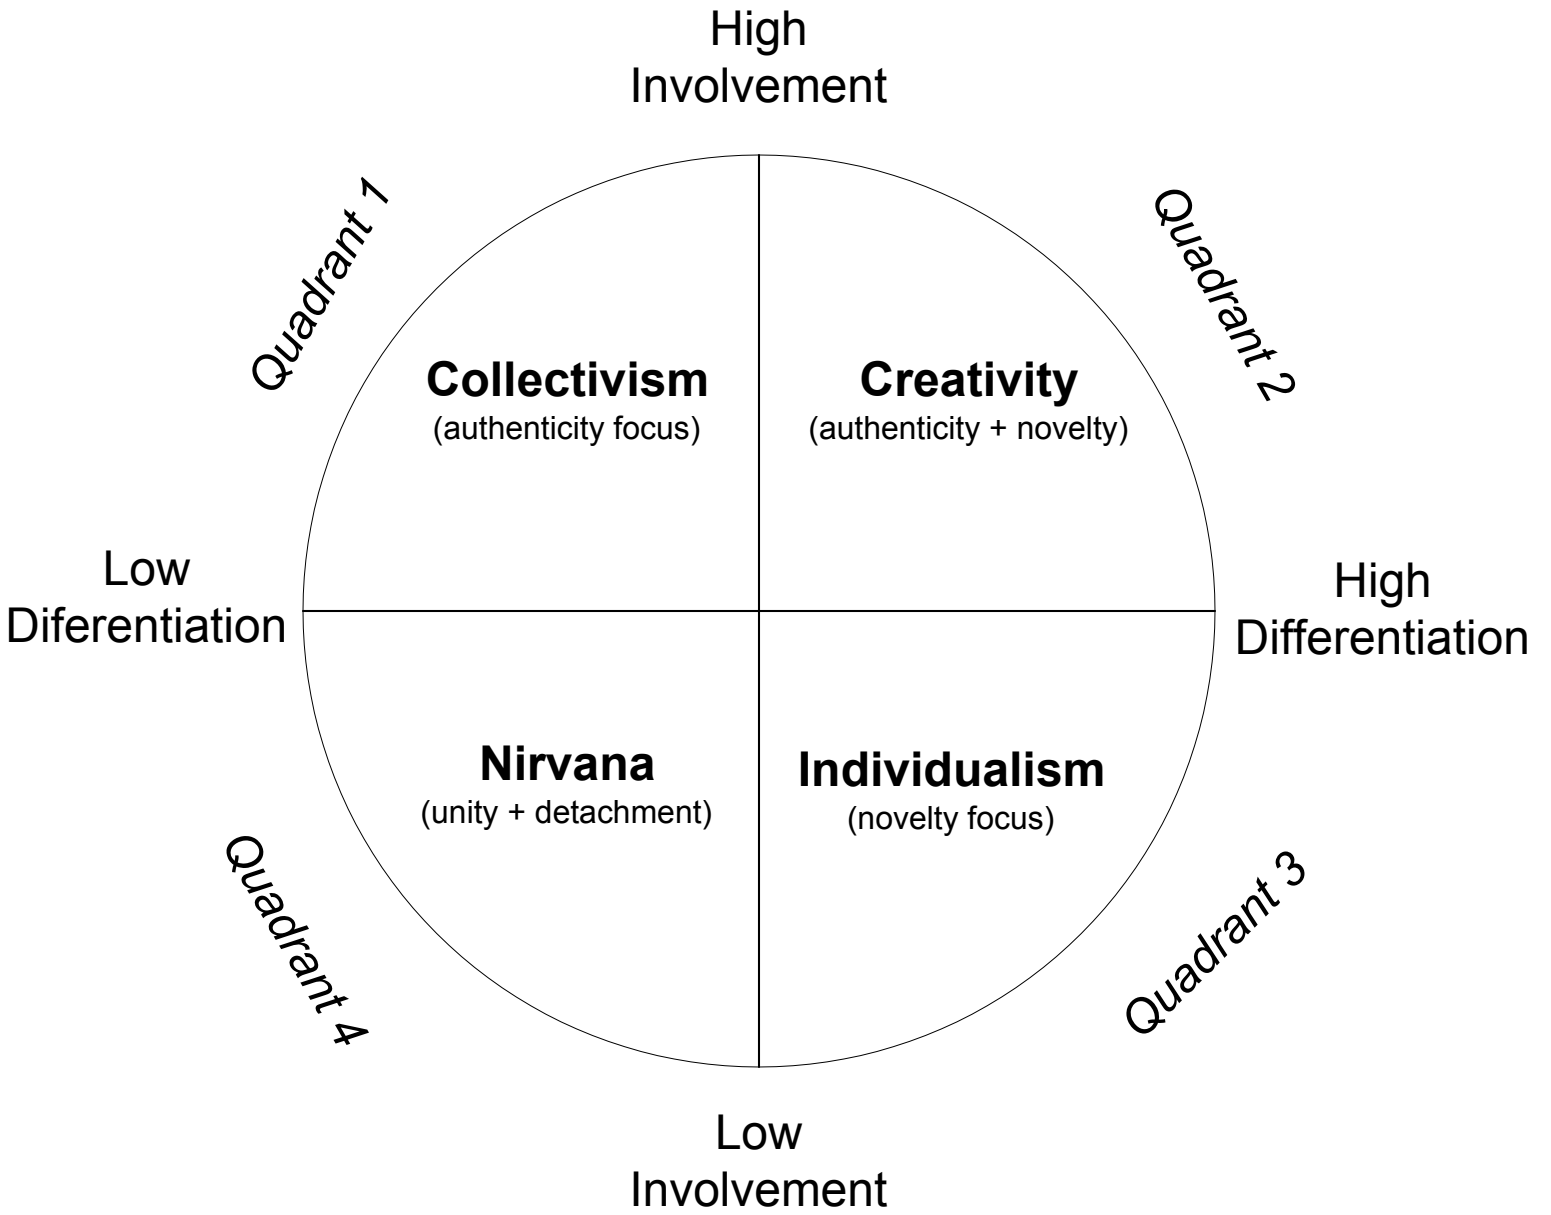 High
Involvement
Quadrant 1
Quadrant 2
Collectivism
(authenticity focus)
Creativity
(authenticity + novelty)
Low
Diferentiation
High
Differentiation
Nirvana
(unity + detachment)
Individualism
(novelty focus)
Quadrant 4
Quadrant 3
Low
Involvement